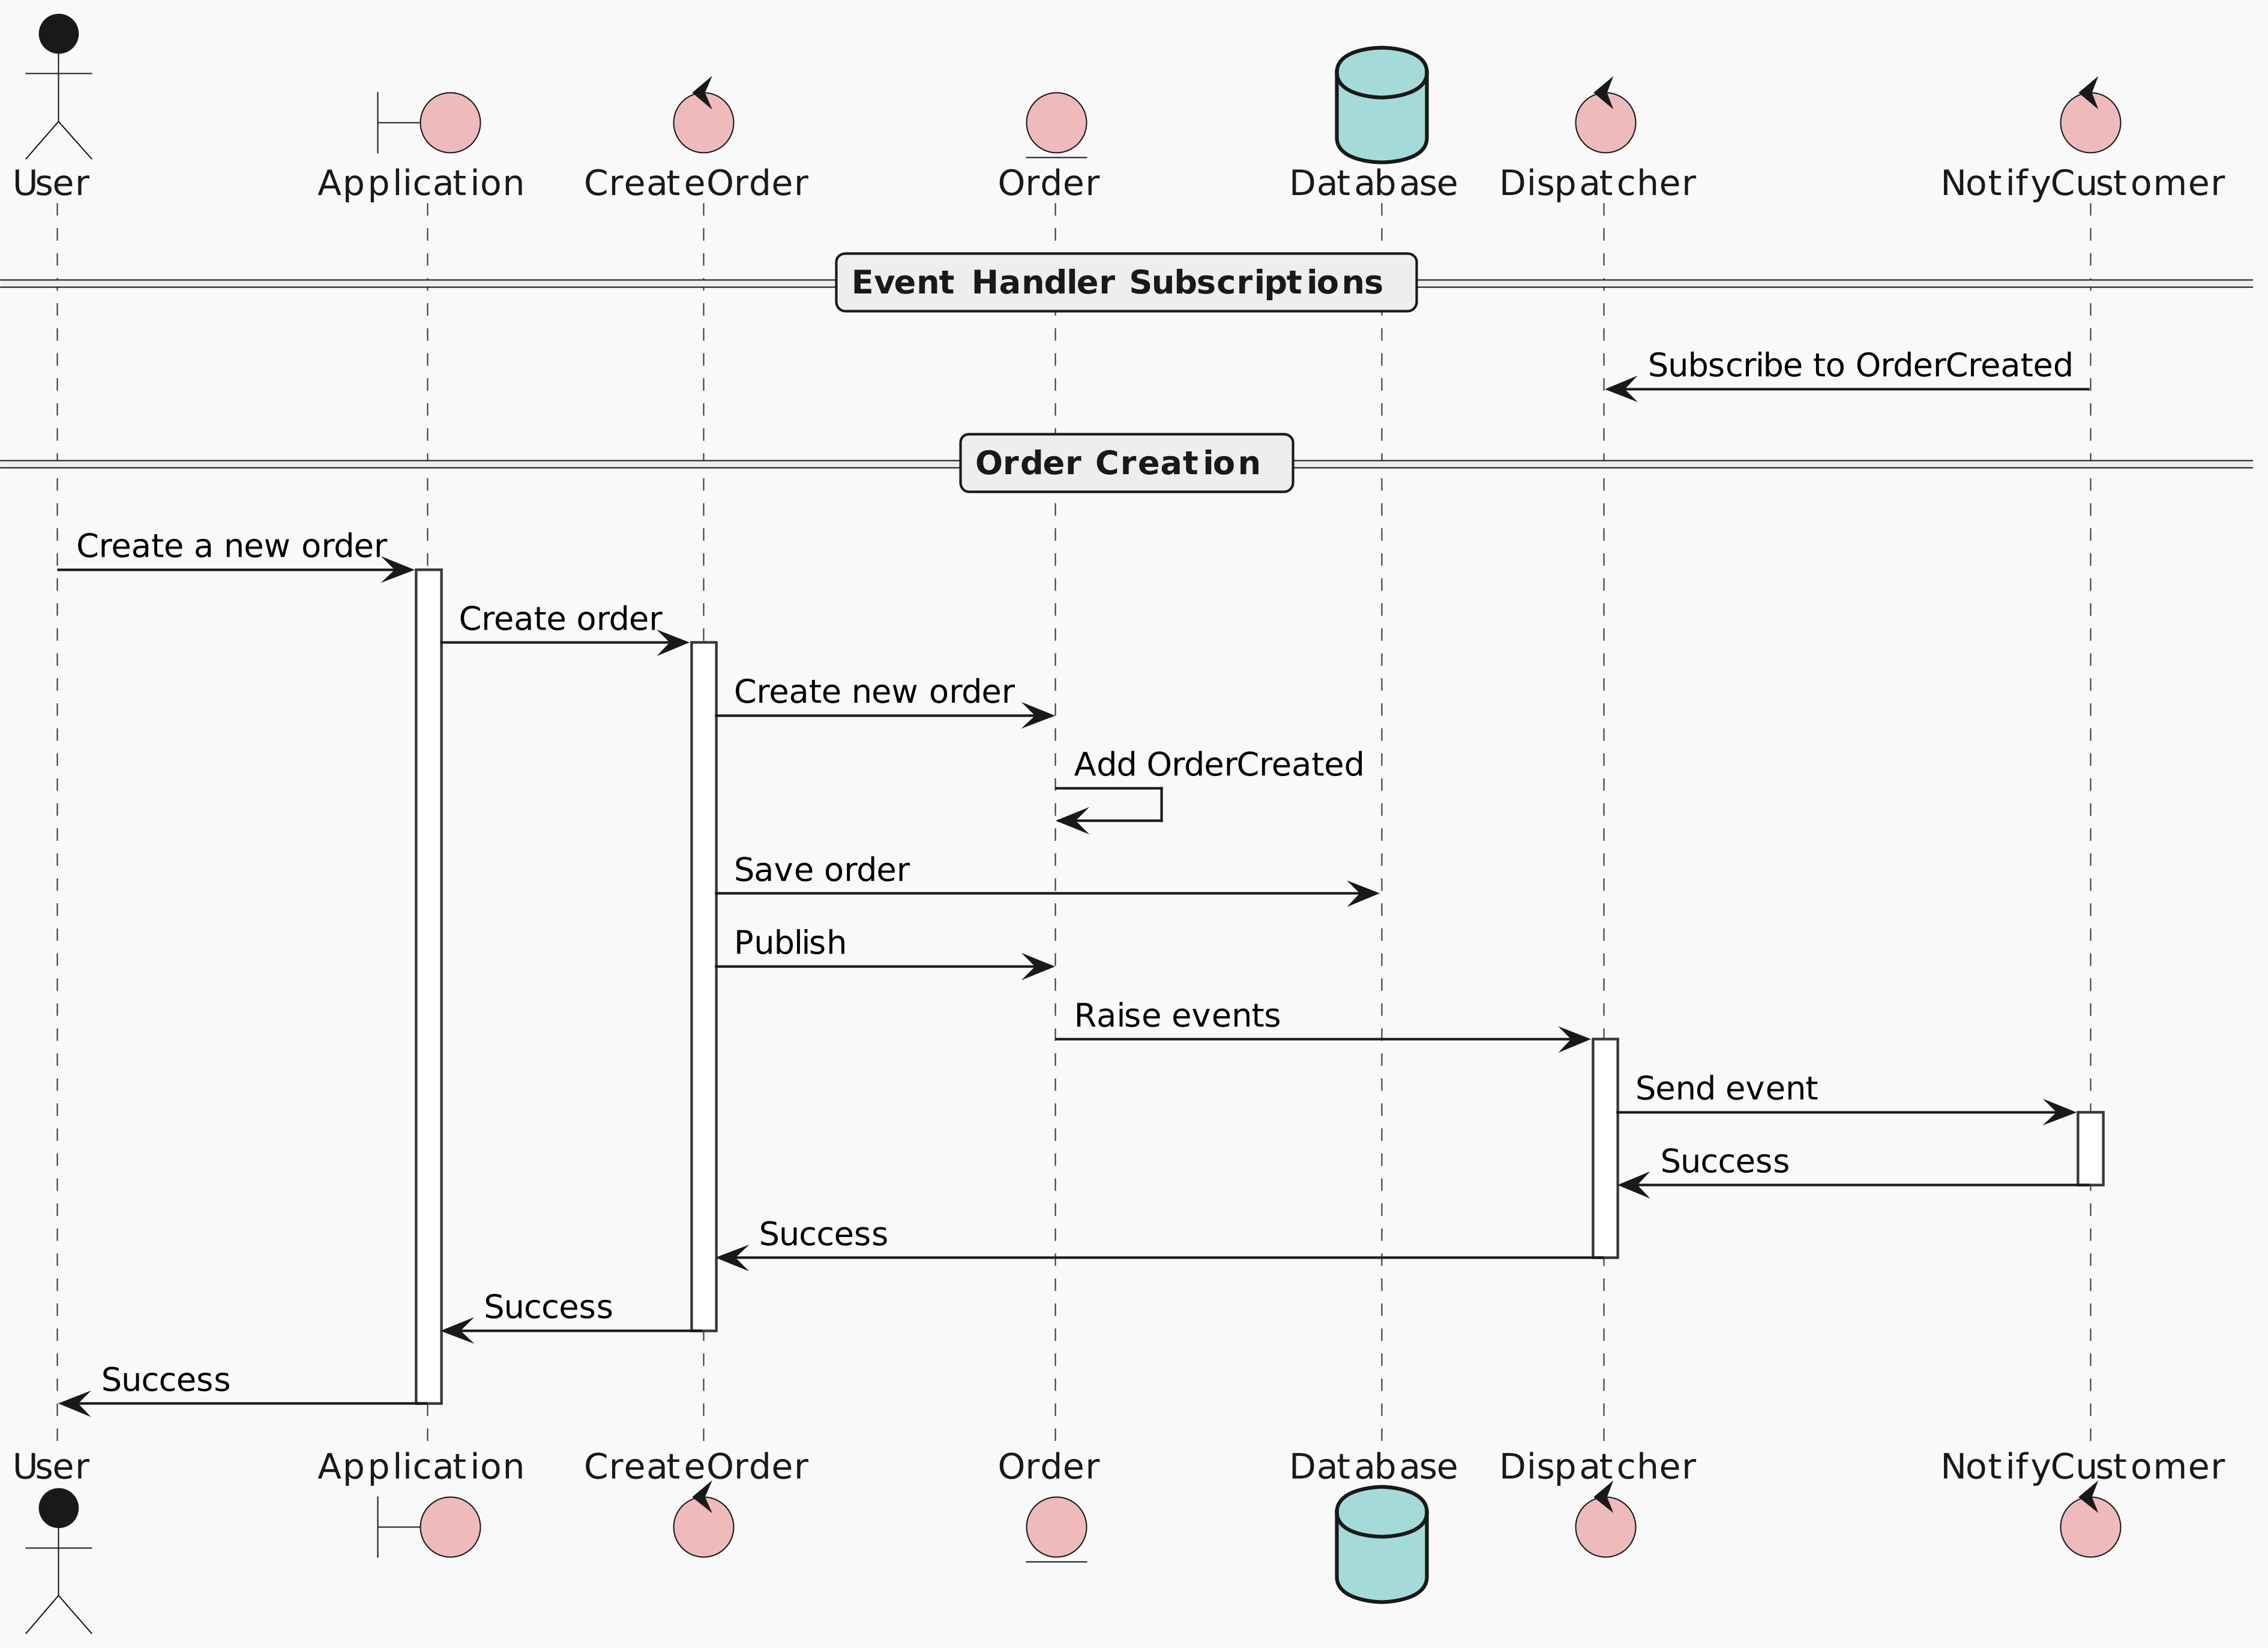 User
Application
CreateOrder
Order
Database
Dispatcher
NotifyCustomer
Event Handler Subscriptions
Subscribe to OrderCreated
Order Creation
Create a new order
Create order
Create new order
Add OrderCreated
Save order
Publish
Raise events
Send event
Success
Success
Success
Success
User
Application
CreateOrder
Order
Database
Dispatcher
NotifyCustomer